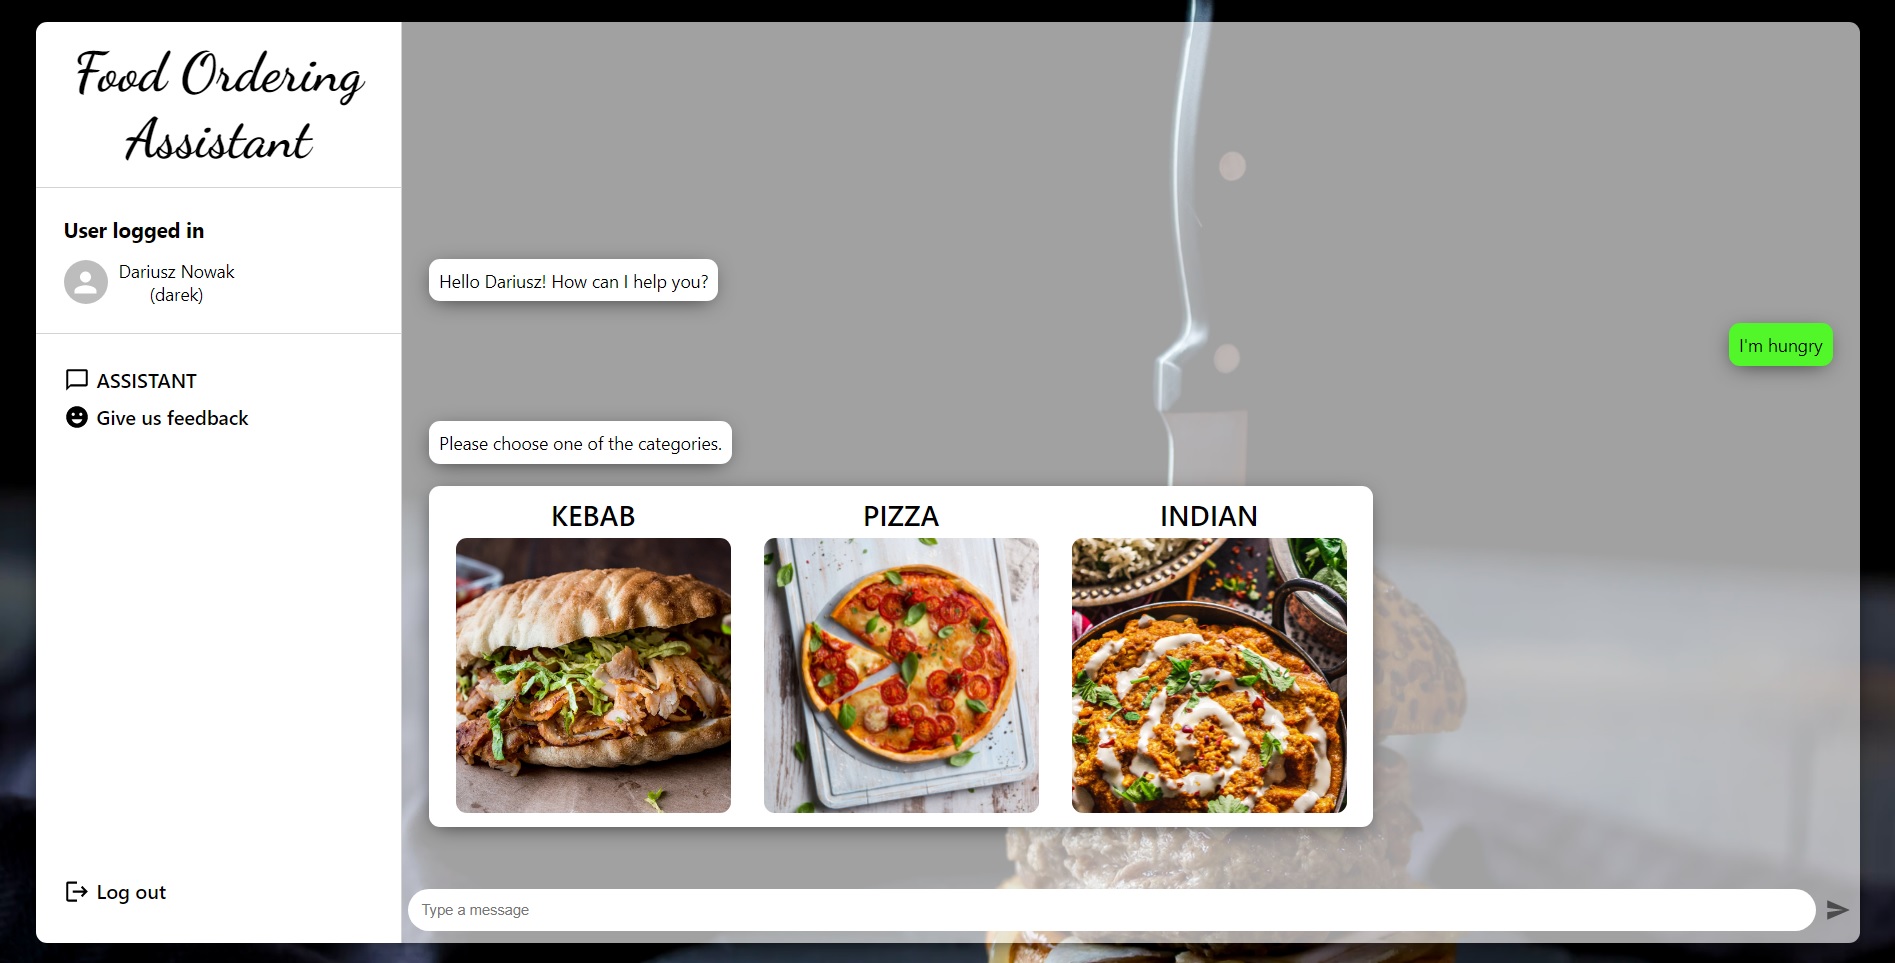 Food Ordering
Assistant
User logged in
Dariusz Nowak
(darek)
ASSISTANT
Give us feedback
Log out
Hello Dariusz! How can I help you?
I'm hungry
Please choose one of the categories.
KEBAB
PIZZA
INDIAN
Type a message